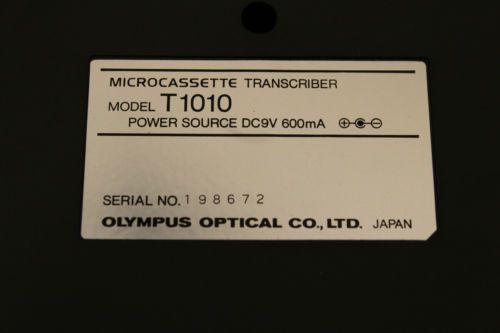 MICROCASSETTE TRANSCRIBER
MODEL T1010
POWER SOURCE DC9V 600mA
SERIAL NO. 198672
OLYMPUS OPTICAL CO., LTD. JAPAN